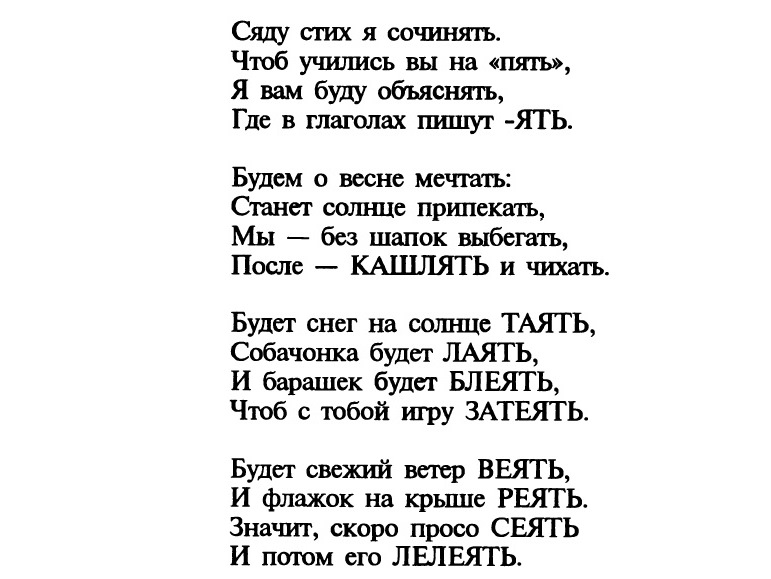 Сяду стих я сочинять.
Чтоб учились вы на «пять»,
Я вам буду объяснять,
Где в глаголах пишут -ЯТЬ.
Будем о весне мечтать:
Станет солнце припекать,
Мы — без шапок выбегать,
После — КАШЛЯТЬ и чихать.
Будет снег на солнце ТАЯТЬ,
Собачонка будет ЛАЯТЬ,
И барашек будет БЛЕЯТЬ,
Чтоб с тобой игру ЗАТЕЯТЬ.
Будет свежий ветер ВЕЯТЬ,
И флажок на крыше РЕЯТЬ.
Значит, скоро просо СЕЯТЬ
И потом его ЛЕЛЕЯТЬ.